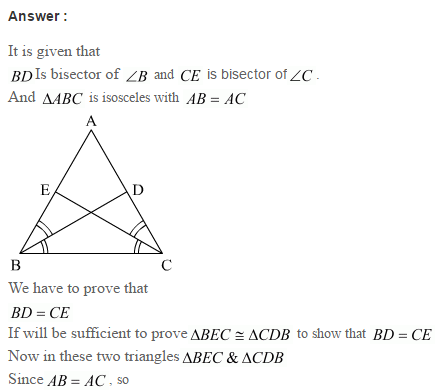 Answer :
It is given that
BD Is bisector of ∠B and CE is bisector of ∠C .
And ΔABC is isosceles with AB = AC
A
E D
B C
We have to prove that
BD = CE
If will be sufficient to prove ΔBEC ≅ ΔCDB to show that BD = CE
Now in these two triangles ΔBEC & ΔCDB
Since AB = AC , so